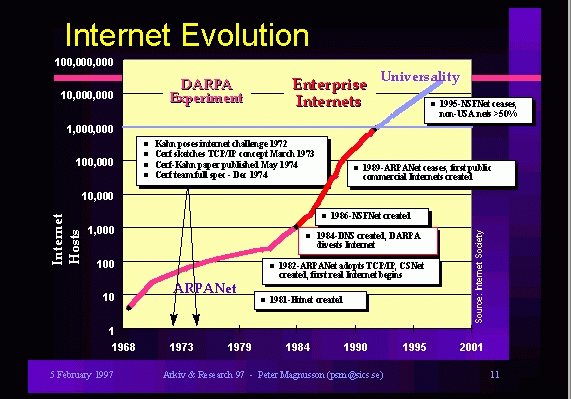 Internet Evolution
100,000,000
10,000,000
1,000,000
100,000
10,000
1,000
100
10
1
Internet
Hosts
DARPA
Experiment
Enterprise
Internets
Universality
▪ 1995-NSFNet ceases,
non-USA nets >50%
▪ Kahn poses internet challenge 1972
▪ Cerf sketches TCP/IP concept March 1973
▪ Cerf-Kahn paper published May 1974
▪ Cerf team full spec - Dec 1974
▪ 1989-ARPANet ceases, first public
commercial Internets created
▪ 1986-NSFNet created
▪ 1984-DNS created, DARPA
divests Internet
▪ 1982-ARPANet adopts TCP/IP, CSNet
created, first real Internet begins
ARPANet
▪ 1981-Bitnet created
Source: Internet Society
1968 1973 1979 1984 1990 1995 2001
5 February 1997 Arkiv & Research 97 - Peter Magnusson (psm@sics.se) 11